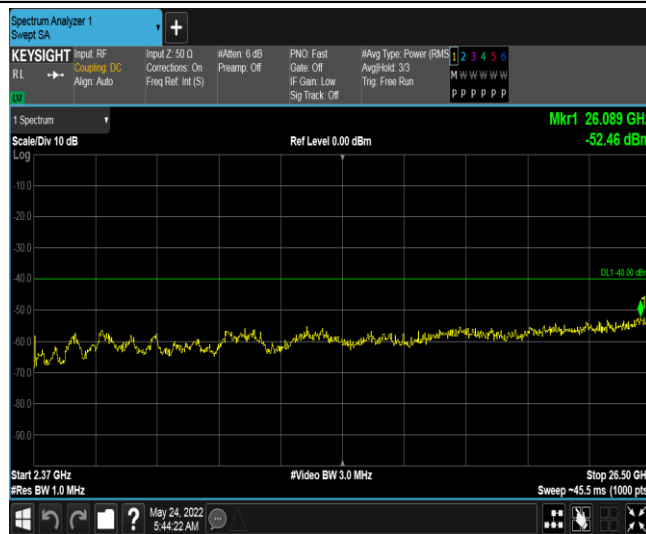 Spectrum Analyzer 1
Swept SA
+
KEYSIGHT Input: RF Input Z: 50 Ω #Atten: 6 dB PNO: Fast #Avg Type: Power (RMS 1 2 3 4 5 6
RL Coupling: DC Corrections: On Preamp: Off Gate: Off Avg|Hold: 3/3 M W W W W W
Align: Auto Freq Ref: Int (S) IF Gain: Low Trig: Free Run
Sig Track: Off P P P P P P
1 Spectrum Mkr1 26.089 GHz
Scale/Div 10 dB Ref Level 0.00 dBm -52.46 dBm
Log
-10.0
-20.0
-30.0
DL1 -40.00 dBm
-40.0
-50.0
1
-60.0
-70.0
-80.0
-90.0
Start 2.37 GHz #Video BW 3.0 MHz Stop 26.50 GH
#Res BW 1.0 MHz Sweep ~45.5 ms (1000 pts
? May 24, 2022
5:44:22 AM